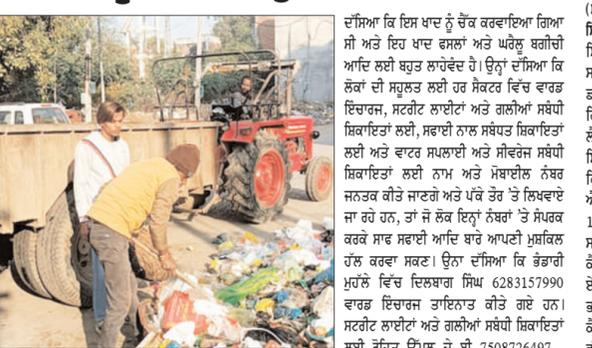 ਦੱਸਿਆ ਕਿ ਇਸ ਖਾਦ ਨੂੰ ਚੈੱਕ ਕਰਵਾਇਆ ਗਿਆ
ਸੀ ਅਤੇ ਇਹ ਖਾਦ ਫਸਲਾਂ ਅਤੇ ਘਰੈਲੂ ਬਗੀਚੀ
ਆਦਿ ਲਈ ਬਹੁਤ ਲਾਹੇਵੰਦ ਹੈ। ਉਨ੍ਹਾਂ ਦੱਸਿਆ ਕਿ
ਲੋਕਾਂ ਦੀ ਸਹੂਲਤ ਲਈ ਹਰ ਸੈਕਟਰ ਵਿੱਚ ਵਾਰਡ
ਇੰਚਾਰਜ, ਸਟਰੀਟ ਲਾਈਟਾਂ ਅਤੇ ਗਲੀਆਂ ਸਬੰਧੀ
ਸ਼ਿਕਾਇਤਾਂ ਲਈ, ਸਫਾਈ ਨਾਲ ਸਬੰਧਤ ਸ਼ਿਕਾਇਤਾਂ
ਲਈ ਅਤੇ ਵਾਟਰ ਸਪਲਾਈ ਅਤੇ ਸੀਵਰੇਜ ਸਬੰਧੀ
ਸ਼ਿਕਾਇਤਾਂ ਲਈ ਨਾਮ ਅਤੇ ਮੋਬਾਈਲ ਨੰਬਰ
ਜਨਤਕ ਕੀਤੇ ਜਾਣਗੇ ਅਤੇ ਪੱਕੇ ਤੌਰ 'ਤੇ ਲਿਖਵਾਏ
ਜਾ ਰਹੇ ਹਨ, ਤਾਂ ਜੋ ਲੋਕ ਇਨ੍ਹਾਂ ਨੰਬਰਾਂ 'ਤੇ ਸੰਪਰਕ
ਕਰਕੇ ਸਾਫ ਸਫਾਈ ਆਦਿ ਬਾਰੇ ਆਪਣੀ ਮੁਸ਼ਕਿਲ
ਹੱਲ ਕਰਵਾ ਸਕਣ। ਉਨਾ ਦੱਸਿਆ ਕਿ ਭੰਡਾਰੀ
ਮੁਹੱਲੇ ਵਿੱਚ ਦਿਲਬਾਗ ਸਿੰਘ 6283157990
ਵਾਰਡ ਇੰਚਾਰਜ ਤਾਇਨਾਤ ਕੀਤੇ ਗਏ ਹਨ।
ਸਟਰੀਟ ਲਾਈਟਾਂ ਅਤੇ ਗਲੀਆਂ ਸਬੰਧੀ ਸ਼ਿਕਾਇਤਾਂ
ਲਈ ਰੋਹਿਤ ਉੱਪਲ ਜੇ ਈ 7508726497